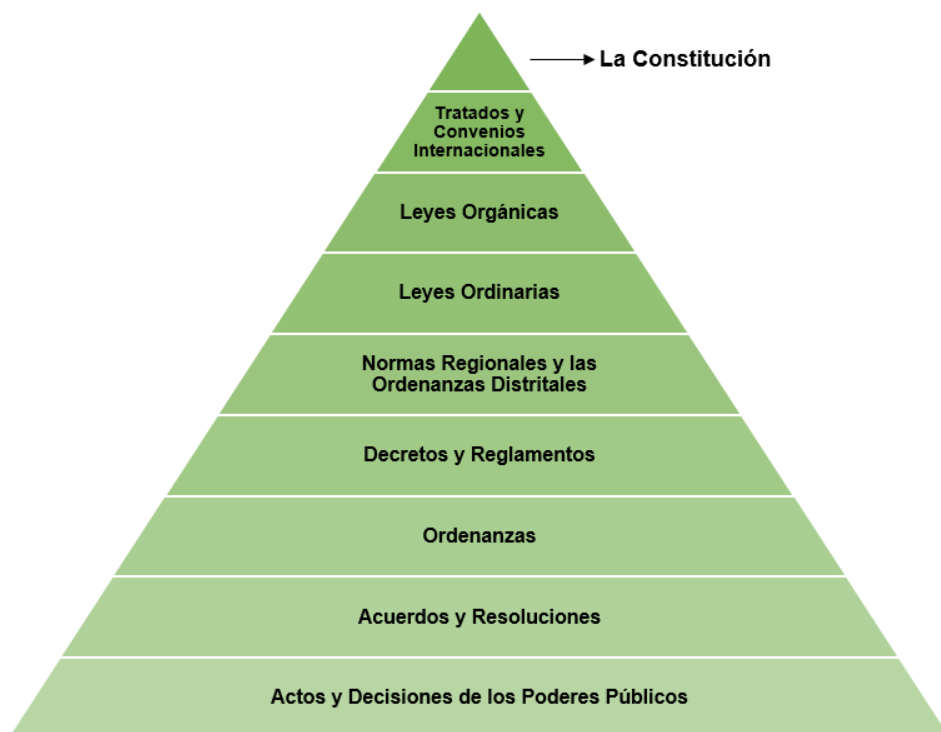 La Constitución
Tratados y
Convenios
Internacionales
Leyes Orgánicas
Leyes Ordinarias
Normas Regionales y las
Ordenanzas Distritales
Decretos y Reglamentos
Ordenanzas
Acuerdos y Resoluciones
Actos y Decisiones de los Poderes Públicos